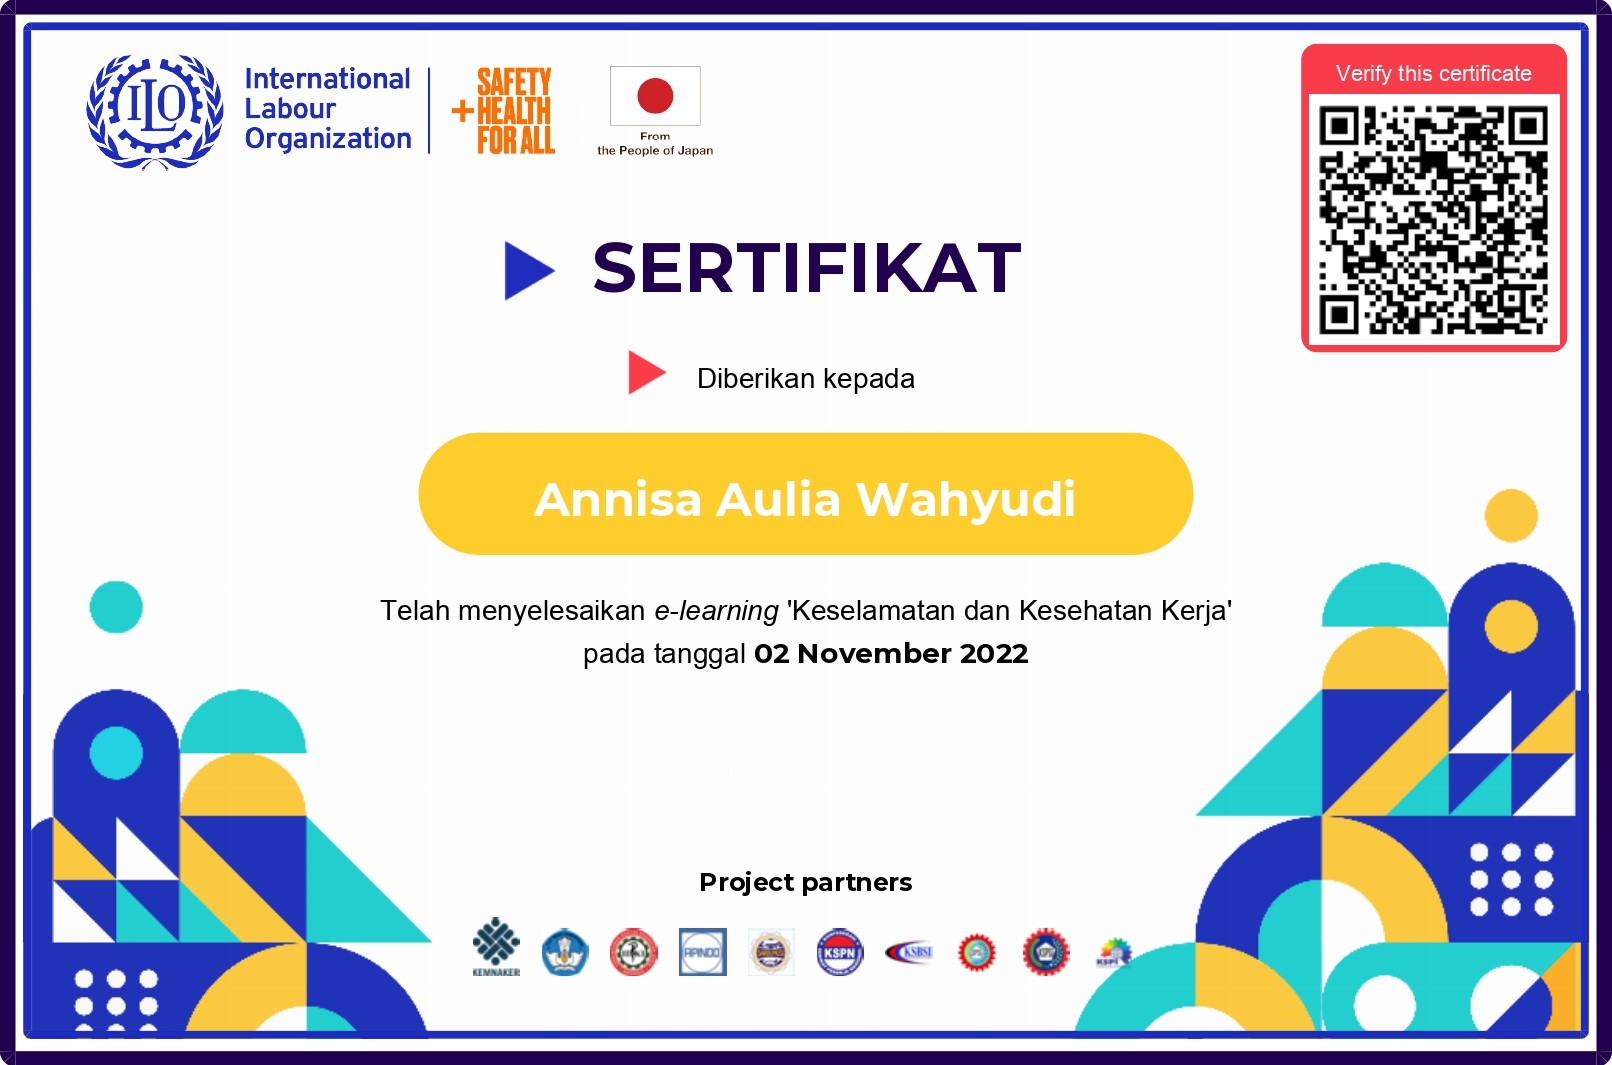 International
Labour
Organization
ILO
SAFETY
+HEALTH
FOR ALL
From
the People of Japan
Verify this certificate
SERTIFIKAT
Diberikan kepada
Annisa Aulia Wahyudi
Telah menyelesaikan e-learning 'Keselamatan dan Kesehatan Kerja'
pada tanggal 02 November 2022
Project partners
KEMNAKER
APINDO
KSPN
KSBSI
KSPI